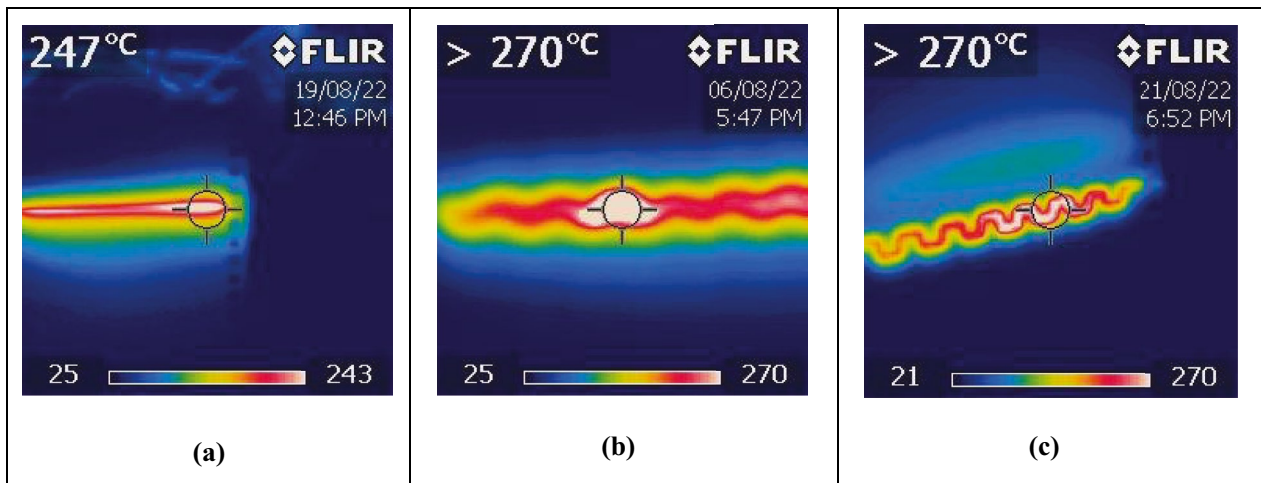 247°C FLIR
19/08/22
12:46 PM
25 243
(a)
> 270°C FLIR
06/08/22
5:47 PM
25 270
(b)
> 270°C FLIR
21/08/22
6:52 PM
21 270
(c)